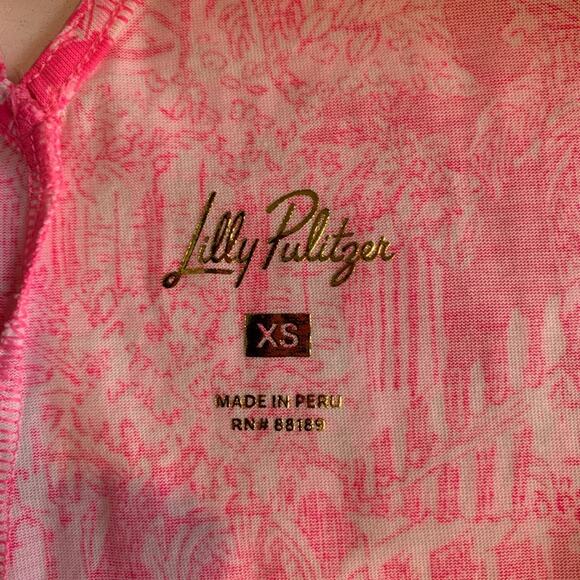 Lilly Pulitzer
XS
MADE IN PERU
RN# 88189